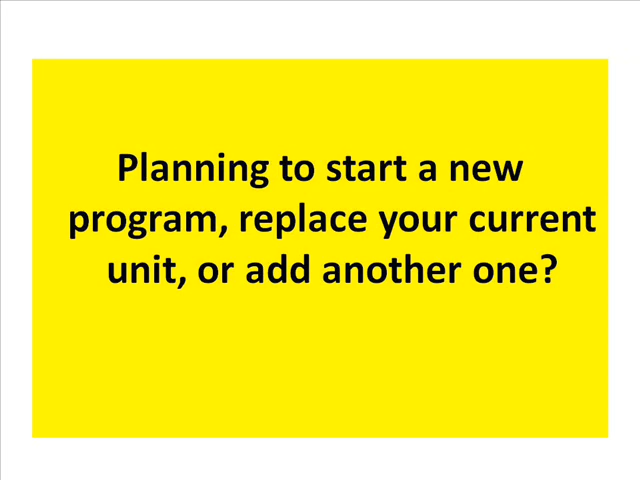 Planning to start a new
program, replace your current
unit, or add another one?